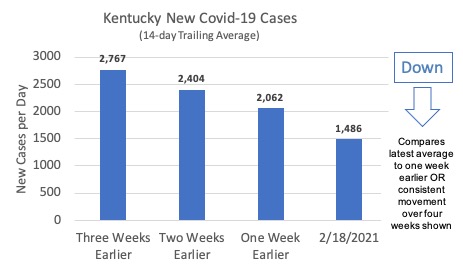 Kentucky New Covid-19 Cases
(14-day Trailing Average)
New Cases per Day
3000
2500
2000
1500
1000
500
0
2,767
2,404
2,062
1,486
Three Weeks
Earlier
Two Weeks
Earlier
One Week
Earlier
2/18/2021
Down
Compares
latest average
to one week
earlier OR
consistent
movement
over four
weeks shown